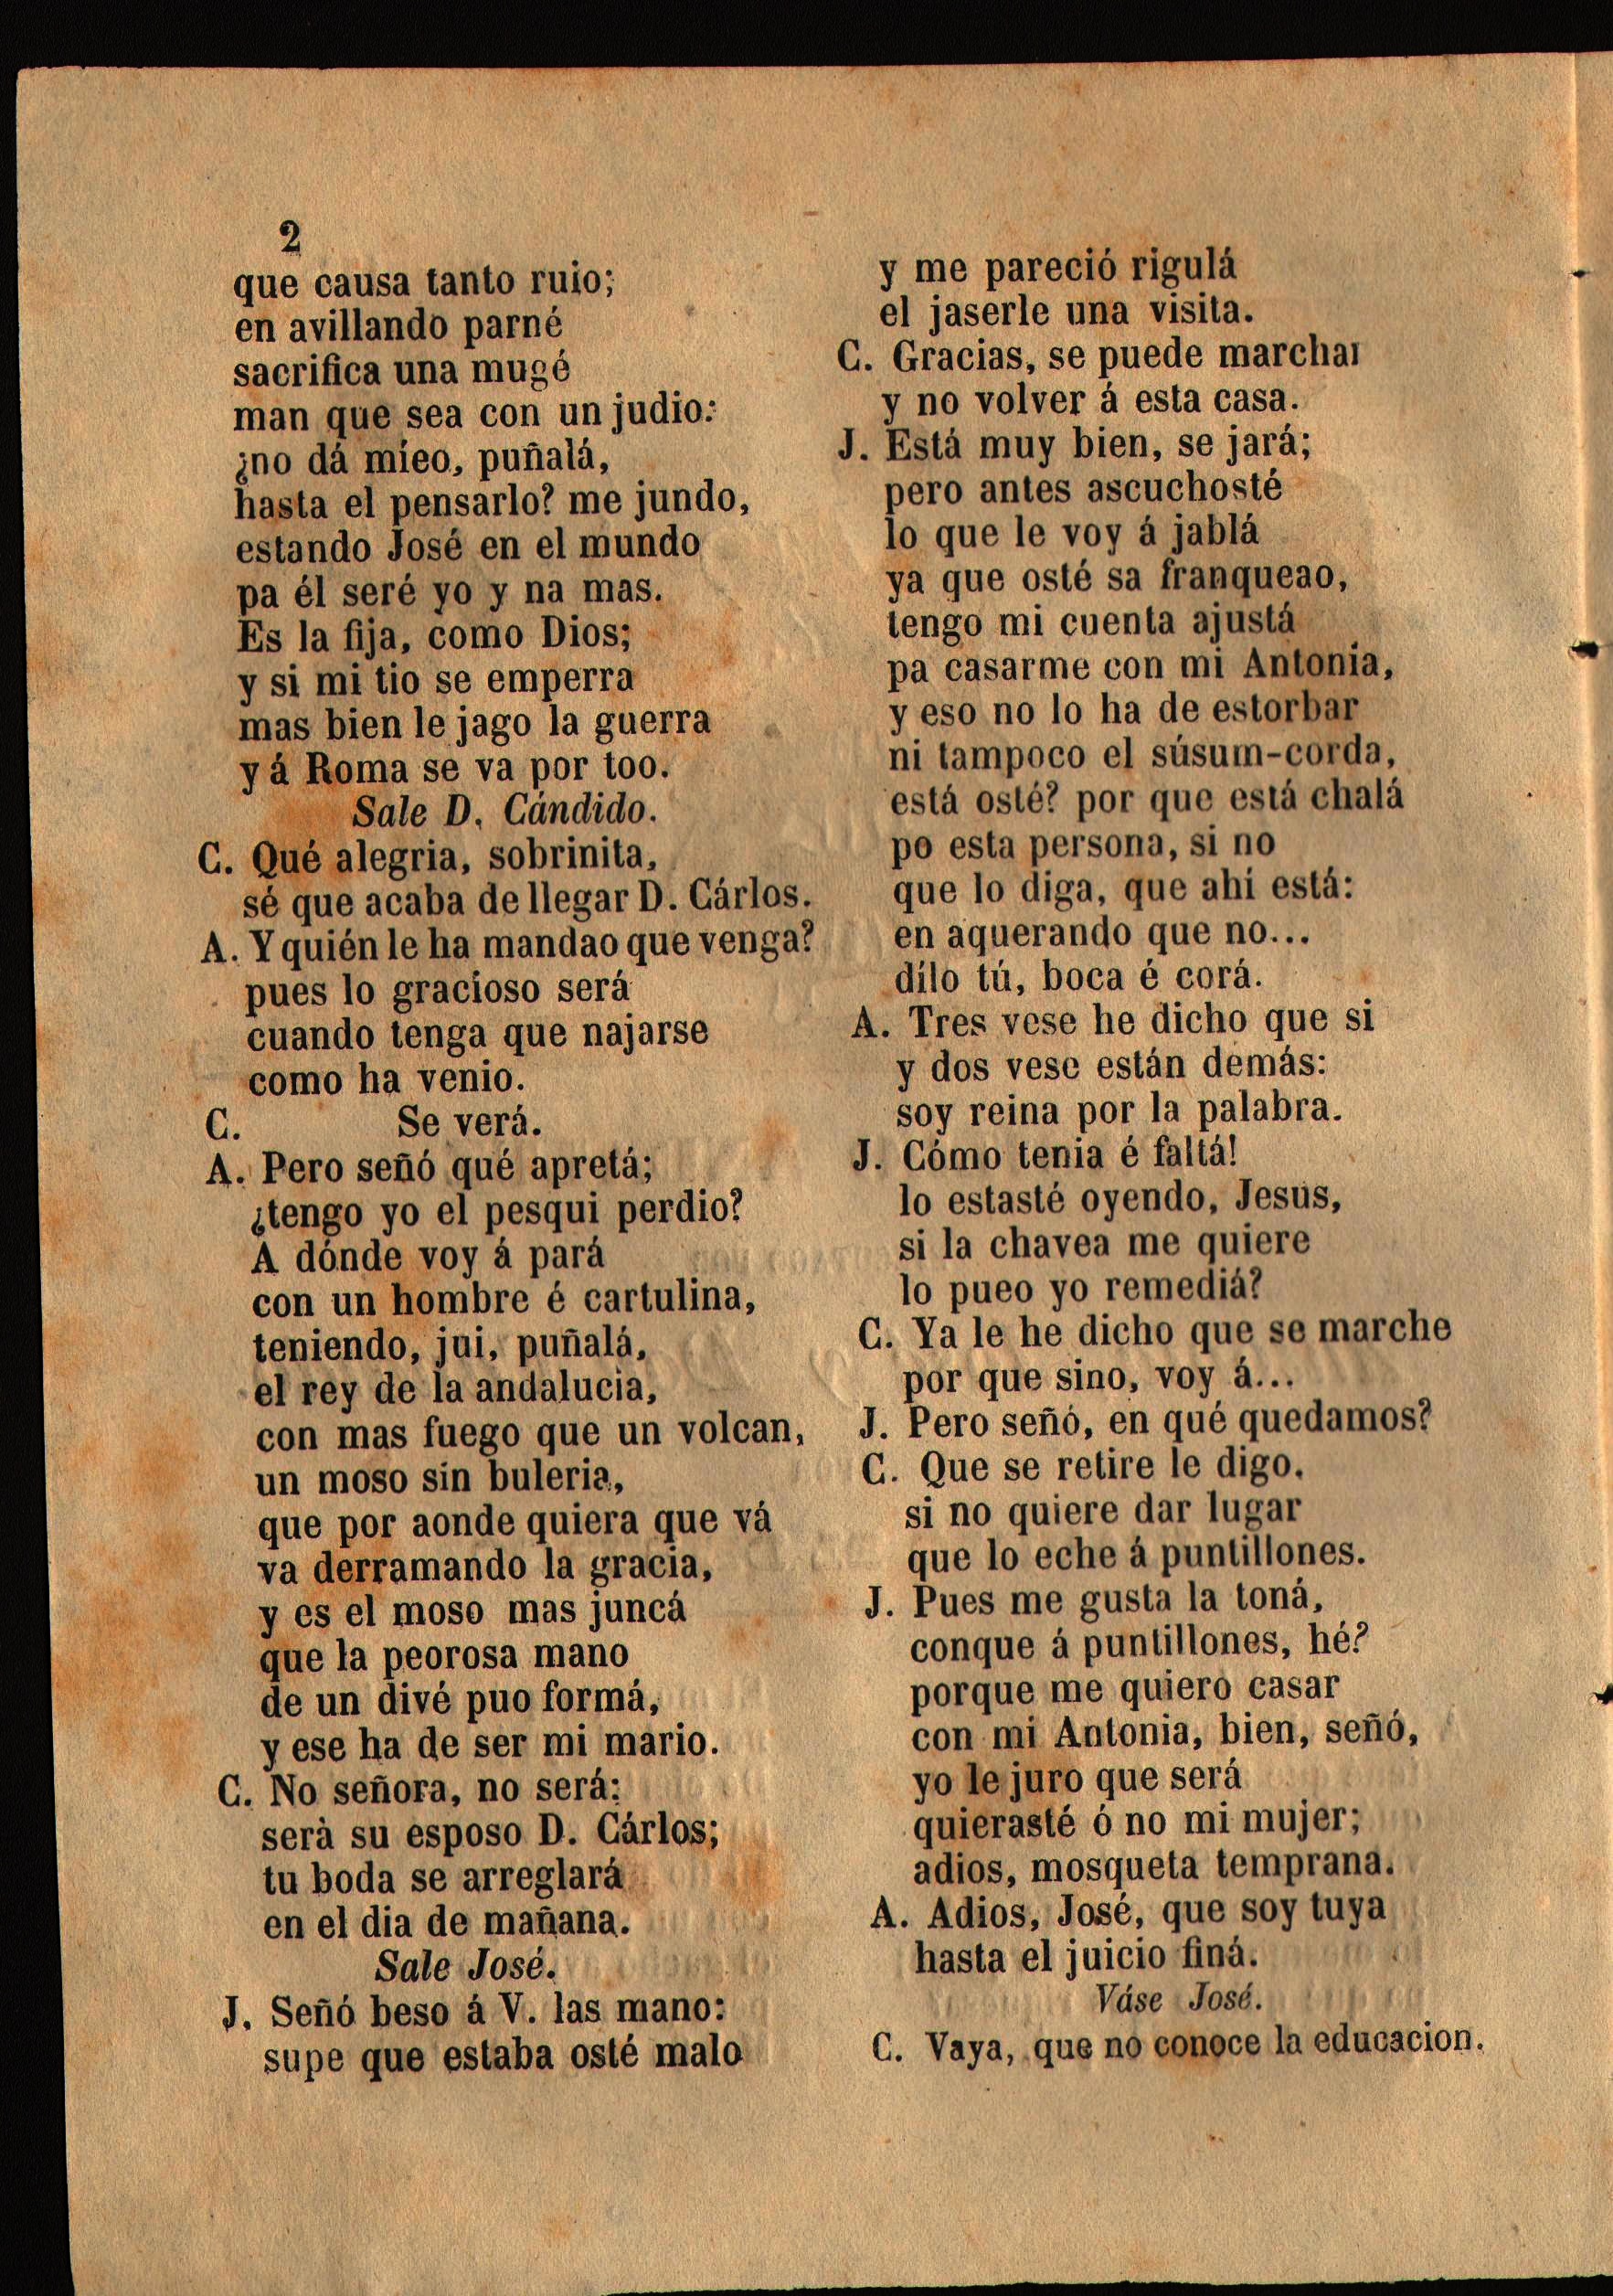 2
que causa tanto ruio;
en avillando parné
sacrifica una mugé
man que sea con un judio:
¿no dá mieo, puñalá,
hasta el pensarlo? me jundo,
estando José en el mundo
pa él seré yo y na mas.
Es la fija, como Dios;
y si mi tio se emperra
mas bien le jago la guerra
y á Roma se va por too.
Sale D. Cándido.
C. Qué alegria, sobrinita,
sé que acaba de llegar D. Cárlos.
A. Y quién le ha mandao que venga?
pues lo gracioso será
cuando tenga que najarse
como ha venio.
C. Se verá.
A. Pero señó qué apretá;
¿tengo yo el pesqui perdio?
A dónde voy á pará
con un hombre é cartulina,
teniendo, jui, puñalá,
el rey de la andalucia,
con mas fuego que un volcan,
un moso sin buleria,
que por aonde quiera que vá
va derramando la gracia,
y es el moso mas juncá
que la peorosa mano
de un divé puo formá,
y ese ha de ser mi mario.
C. No señora, no será;
serà su esposo D. Cárlos;
tu boda se arreglará
en el dia de mañana.
Sale José.
J. Señó beso á V. las mano:
supe que estaba osté malo
y me pareció rigulá
el jaserle una visita.
C. Gracias, se puede marchar
y no volver á esta casa.
J. Está muy bien, se jará;
pero antes ascuchosté
lo que le voy á jablá
ya que osté sa franqueao,
tengo mi cuenta ajustá
pa casarme con mi Antonia,
y eso no lo ha de estorbar
ni tampoco el súsum-corda,
está osté? por que está chalá
po esta persona, si no
que lo diga, que ahi está:
en aquerando que no...
dílo tú, boca é corá.
A. Tres vese he dicho que si
y dos vese están demás:
soy reina por la palabra.
J. Cómo tenia é faltá!
lo estasté oyendo, Jesus,
si la chavea me quiere
lo pueo yo remediá?
C. Ya le he dicho que se marche
por que sino, voy á...
J. Pero señó, en qué quedamos?
C. Que se retire le digo,
si no quiere dar lugar
que lo eche á puntillones.
J. Pues me gusta la toná,
conque á puntillones, hé?
porque me quiero casar
con mi Antonia, bien, señó,
yo le juro que será
quierasté ó no mi mujer;
adios, mosqueta temprana.
A. Adios, José, que soy tuya
hasta el juicio finá.
Váse José.
C. Vaya, que no conoce la educacion.